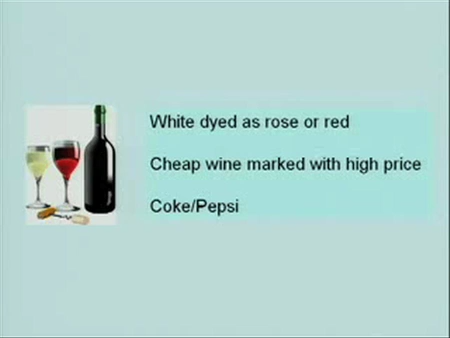 White dyed as rose or red
Cheap wine marked with high price
Coke/Pepsi